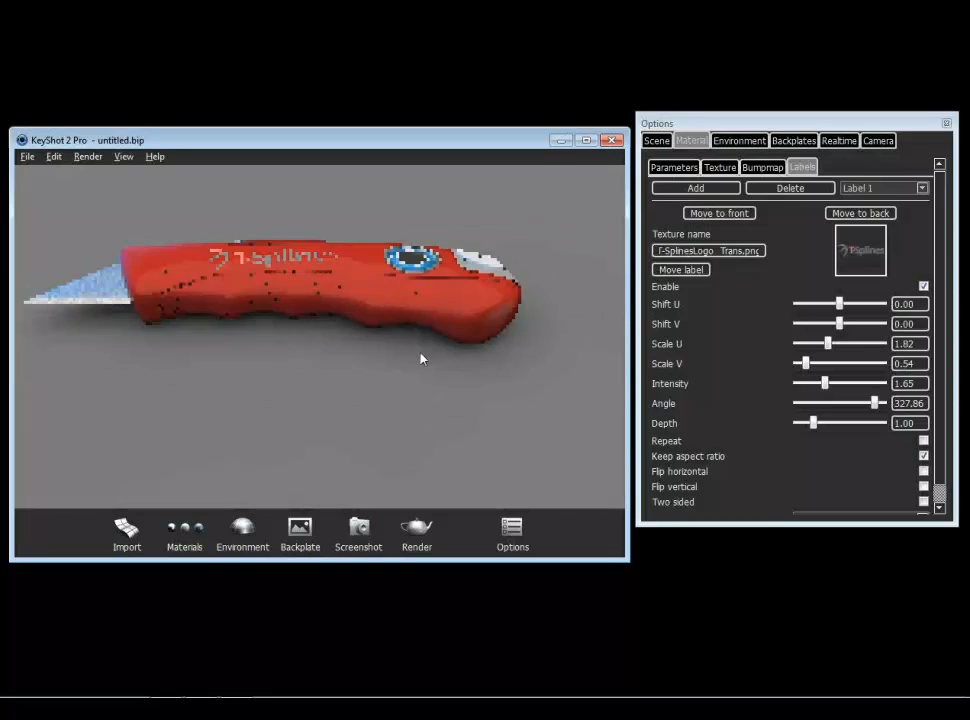 KeyShot 2 Pro - untitled.bip
File Edit Render View Help
T-Splines
Import Materials Environment Backplate Screenshot Render Options
Options
Scene Material Environment Backplates Realtime Camera
Parameters Texture Bumpmap Labels
Add Delete Label 1
Move to front Move to back
Texture name
T-SplinesLogo_Trans.png
T-Splines
Move label
Enable
Shift U 0.00
Shift V 0.00
Scale U 1.82
Scale V 0.54
Intensity 1.65
Angle 327.86
Depth 1.00
Repeat
Keep aspect ratio
Flip horizontal
Flip vertical
Two sided